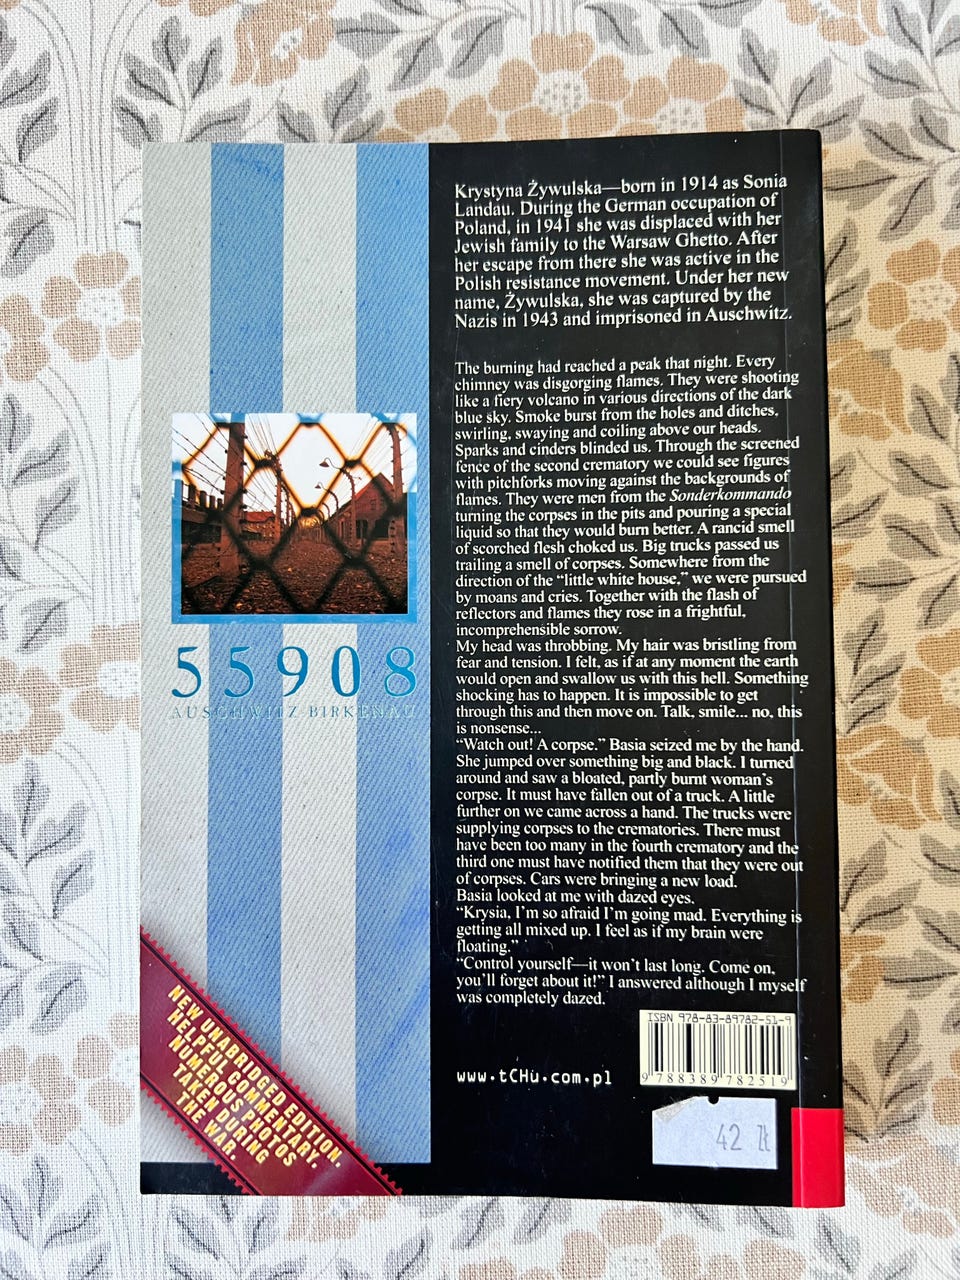 Krystyna Żywulska—born in 1914 as Sonia
Landau. During the German occupation of
Poland, in 1941 she was displaced with her
Jewish family to the Warsaw Ghetto. After
her escape from there she was active in the
Polish resistance movement. Under her new
name, Żywulska, she was captured by the
Nazis in 1943 and imprisoned in Auschwitz.
The burning had reached a peak that night. Every
chimney was disgorging flames. They were shooting
like a fiery volcano in various directions of the dark
blue sky. Smoke burst from the holes and ditches,
swirling, swaying and coiling above our heads.
Sparks and cinders blinded us. Through the screened
fence of the second crematory we could see figures
with pitchforks moving against the backgrounds of
flames. They were men from the Sonderkommando
turning the corpses in the pits and pouring a special
liquid so that they would burn better. A rancid smell
of scorched flesh choked us. Big trucks passed us
trailing a smell of corpses. Somewhere from the
direction of the “little white house,” we were pursued
by moans and cries. Together with the flash of
reflectors and flames they rose in a frightful,
incomprehensible sorrow.
My head was throbbing. My hair was bristling from
fear and tension. I felt, as if at any moment the earth
would open and swallow us with this hell. Something
shocking has to happen. It is impossible to get
through this and then move on. Talk, smile... no, this
is nonsense...
“Watch out! A corpse.” Basia seized me by the hand.
She jumped over something big and black. I turned
around and saw a bloated, partly burnt woman’s
corpse. It must have fallen out of a truck. A little
further on we came across a hand. The trucks were
supplying corpses to the crematories. There must
have been too many in the fourth crematory and the
third one must have notified them that they were out
of corpses. Cars were bringing a new load.
Basia looked at me with dazed eyes.
“Krysia, I’m so afraid I’m going mad. Everything is
getting all mixed up. I feel as if my brain were
floating.”
“Control yourself—it won’t last long. Come on,
you’ll forget about it!” I answered although I myself
was completely dazed.
55908
AUSCHWITZ-BIRKENAU
NEW UNABRIDGED EDITION.
HELPFUL COMMENTARY.
NUMEROUS PHOTOS
TAKEN DURING
THE WAR.
www.tCHu.com.pl
ISBN 978-83-89782-51-9
9 788389 782519
42 zł